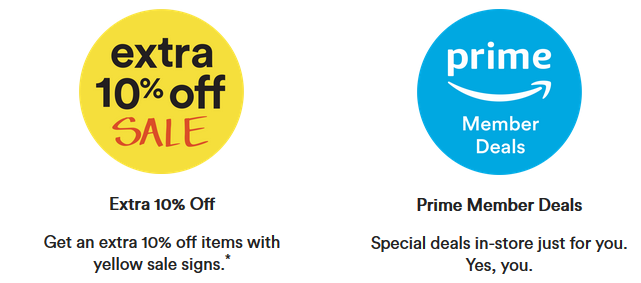 extra
10% off
SALE
Extra 10% Off
Get an extra 10% off items with
yellow sale signs.*
prime
Member
Deals
Prime Member Deals
Special deals in-store just for you.
Yes, you.